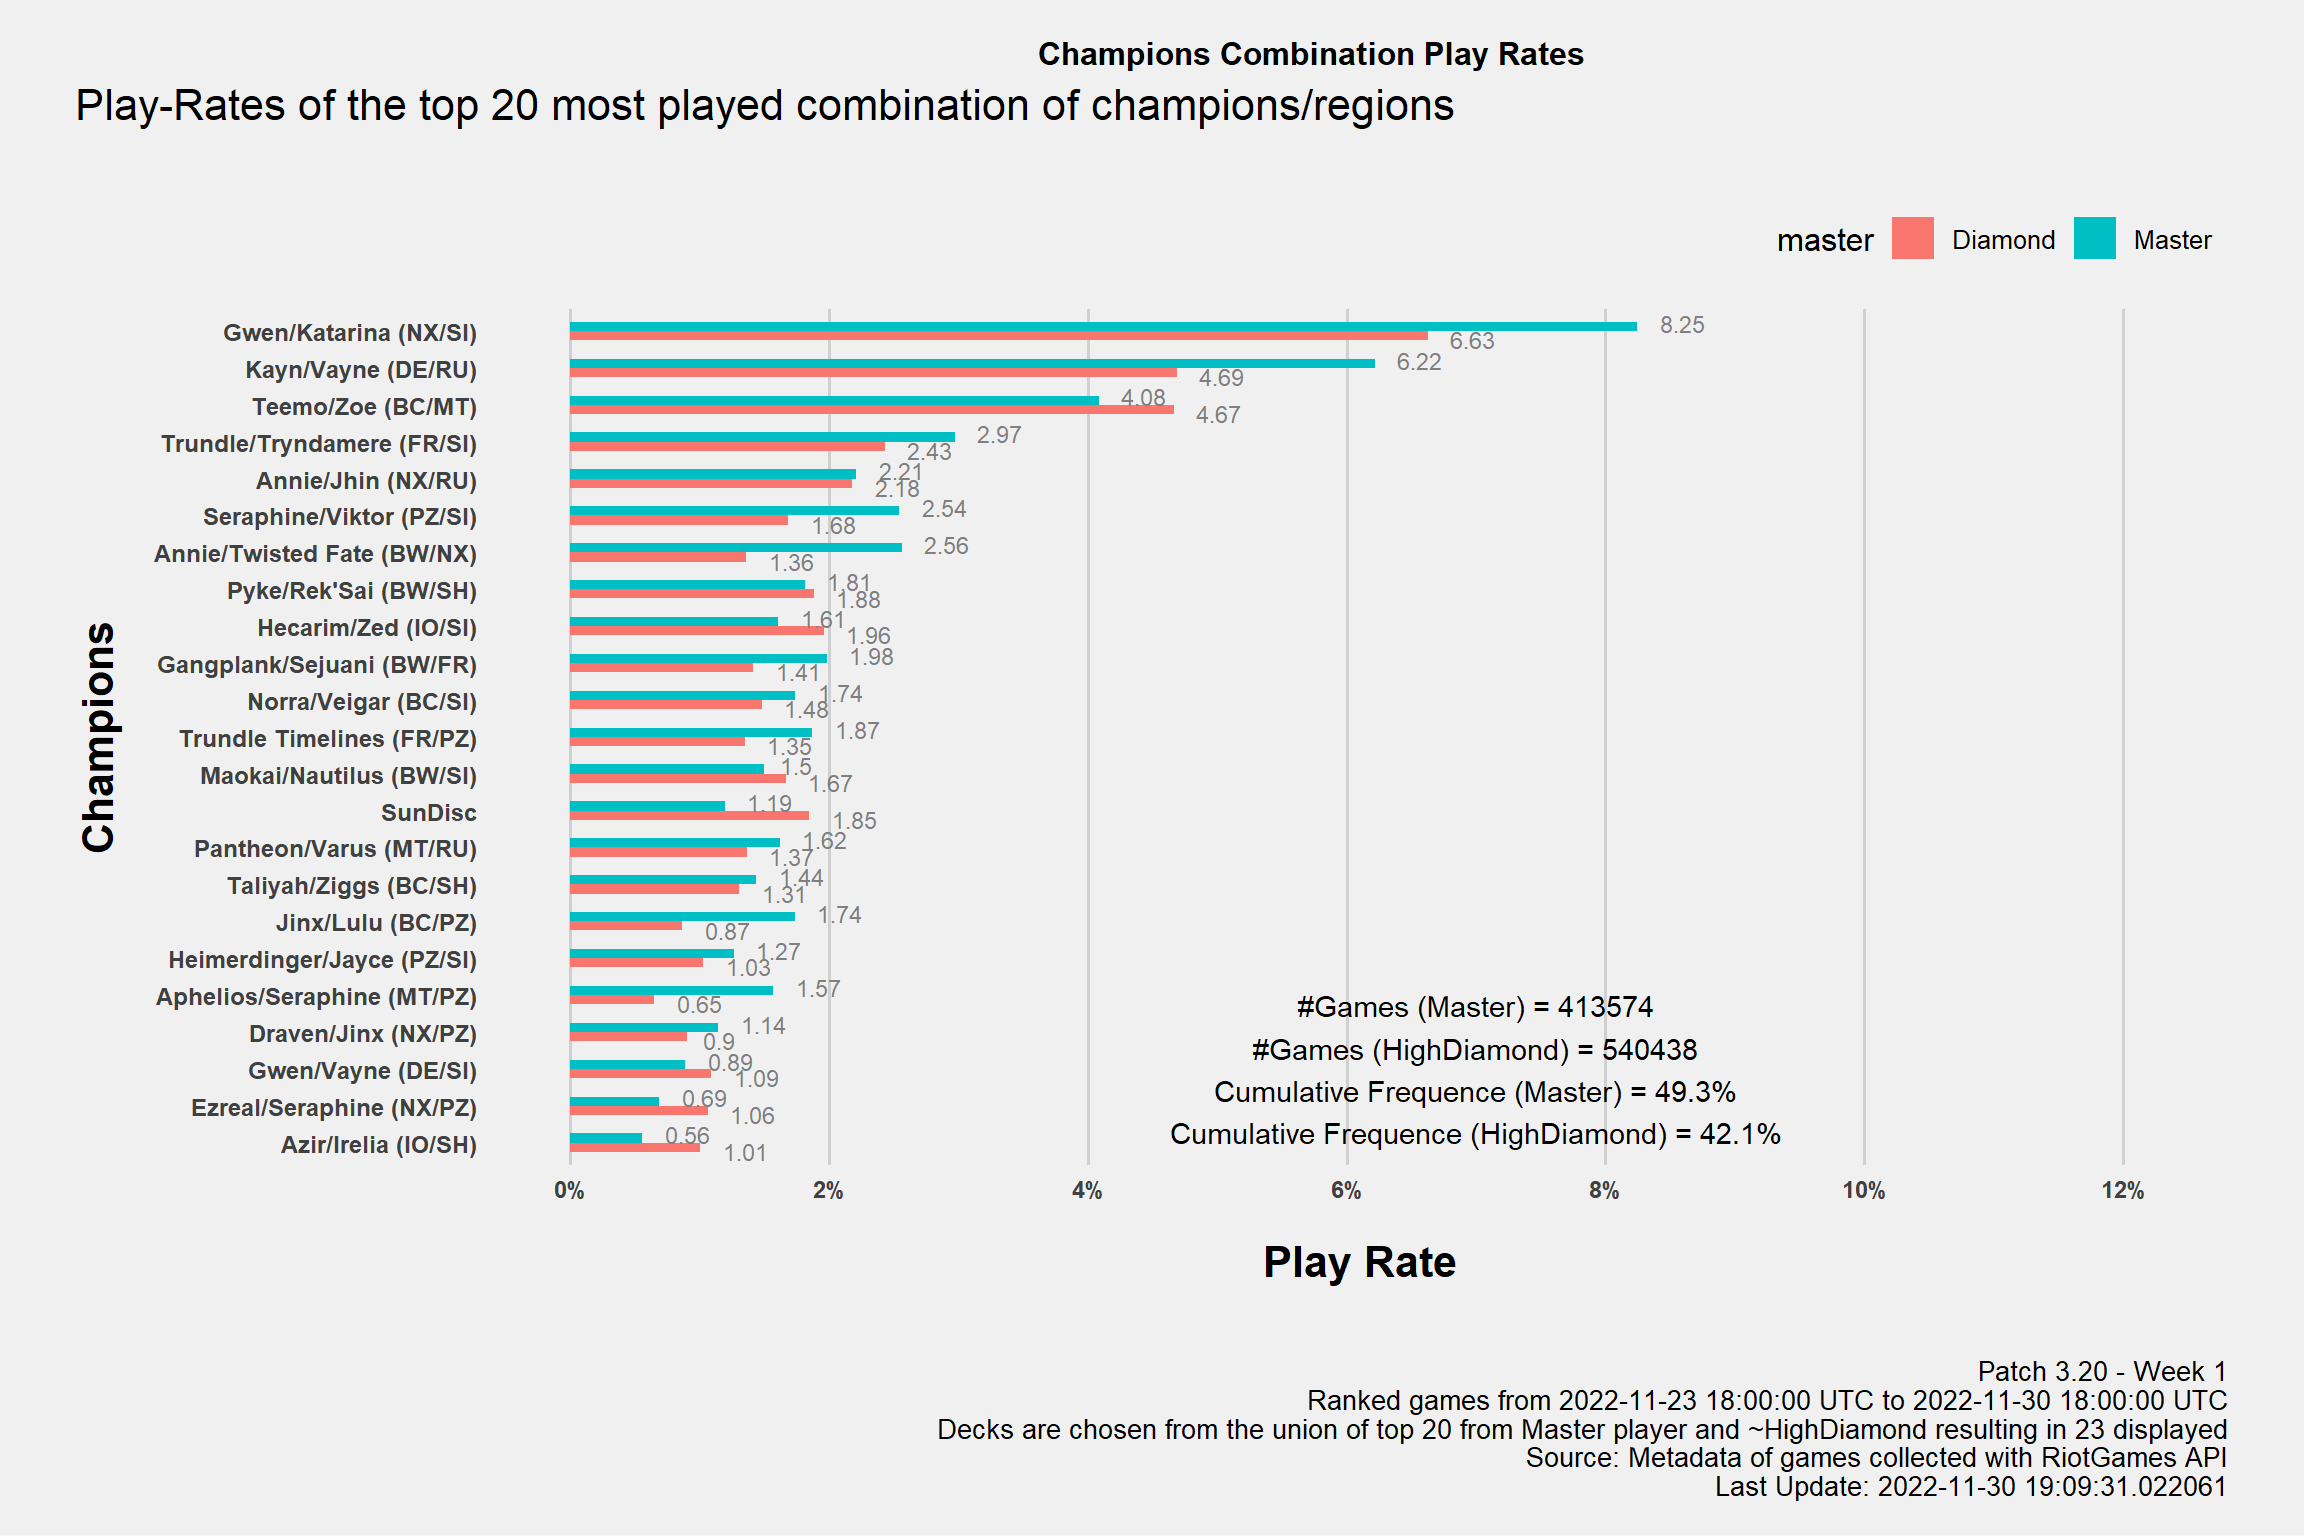 Champions Combination Play Rates
Play-Rates of the top 20 most played combination of champions/regions
master Diamond Master
Champions
Gwen/Katarina (NX/SI) 8.25 6.63
Kayn/Vayne (DE/RU) 6.22 4.69
Teemo/Zoe (BC/MT) 4.08 4.67
Trundle/Tryndamere (FR/SI) 2.97 2.43
Annie/Jhin (NX/RU) 2.21 2.18
Seraphine/Viktor (PZ/SI) 2.54 1.68
Annie/Twisted Fate (BW/NX) 2.56 1.36
Pyke/Rek'Sai (BW/SH) 1.81 1.88
Hecarim/Zed (IO/SI) 1.61 1.96
Gangplank/Sejuani (BW/FR) 1.98 1.41
Norra/Veigar (BC/SI) 1.74 1.48
Trundle Timelines (FR/PZ) 1.87 1.35
Maokai/Nautilus (BW/SI) 1.5 1.67
SunDisc 1.19 1.85
Pantheon/Varus (MT/RU) 1.62 1.37
Taliyah/Ziggs (BC/SH) 1.44 1.31
Jinx/Lulu (BC/PZ) 1.74 0.87
Heimerdinger/Jayce (PZ/SI) 1.27 1.03
Aphelios/Seraphine (MT/PZ) 1.57 0.65
Draven/Jinx (NX/PZ) 1.14 0.9
Gwen/Vayne (DE/SI) 0.89 1.09
Ezreal/Seraphine (NX/PZ) 0.69 1.06
Azir/Irelia (IO/SH) 0.56 1.01
#Games (Master) = 413574
#Games (HighDiamond) = 540438
Cumulative Frequence (Master) = 49.3%
Cumulative Frequence (HighDiamond) = 42.1%
0% 2% 4% 6% 8% 10% 12%
Play Rate
Patch 3.20 - Week 1
Ranked games from 2022-11-23 18:00:00 UTC to 2022-11-30 18:00:00 UTC
Decks are chosen from the union of top 20 from Master player and ~HighDiamond resulting in 23 displayed
Source: Metadata of games collected with RiotGames API
Last Update: 2022-11-30 19:09:31.022061